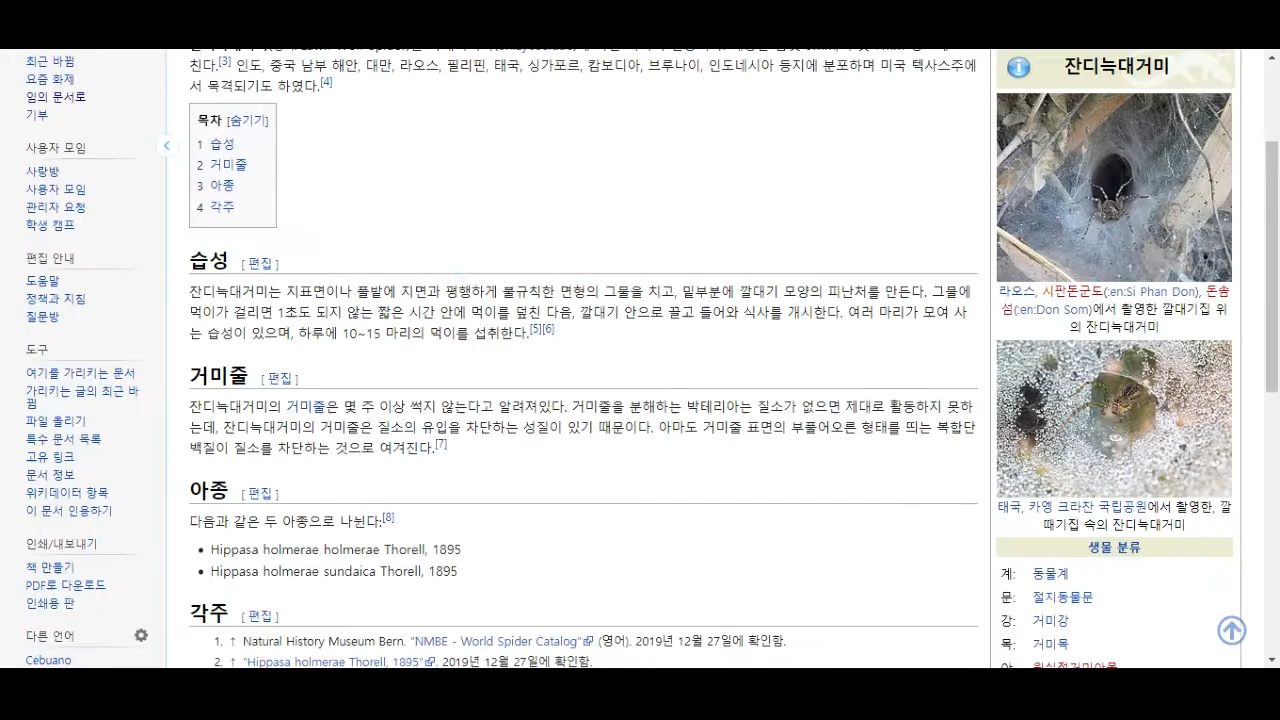 최근 바뀜
요즘 화제
임의 문서로
기부
사용자 모임
사랑방
사용자 모임
관리자 요청
학생 캠프
편집 안내
도움말
정책과 지침
질문방
도구
여기를 가리키는 문서
가리키는 글의 최근 바
뀜
파일 올리기
특수 문서 목록
고유 링크
문서 정보
위키데이터 항목
이 문서 인용하기
인쇄/내보내기
책 만들기
PDF로 다운로드
인쇄용 판
다른 언어
Cebuano
친다.[3] 인도, 중국 남부 해안, 대만, 라오스, 필리핀, 태국, 싱가포르, 캄보디아, 브루나이, 인도네시아 등지에 분포하며 미국 텍사스주에
서 목격되기도 하였다.[4]
목차 [숨기기]
1 습성
2 거미줄
3 아종
4 각주
습성 [편집]
잔디늑대거미는 지표면이나 풀밭에 지면과 평행하게 불규칙한 면형의 그물을 치고, 밑부분에 깔대기 모양의 피난처를 만든다. 그물에
먹이가 걸리면 1초도 되지 않는 짧은 시간 안에 먹이를 덮친 다음, 깔대기 안으로 끌고 들어와 식사를 개시한다. 여러 마리가 모여 사
는 습성이 있으며, 하루에 10~15 마리의 먹이를 섭취한다.[5][6]
거미줄 [편집]
잔디늑대거미의 거미줄은 몇 주 이상 썩지 않는다고 알려져있다. 거미줄을 분해하는 박테리아는 질소가 없으면 제대로 활동하지 못하
는데, 잔디늑대거미의 거미줄은 질소의 유입을 차단하는 성질이 있기 때문이다. 아마도 거미줄 표면의 부풀어오른 형태를 띄는 복합단
백질이 질소를 차단하는 것으로 여겨진다.[7]
아종 [편집]
다음과 같은 두 아종으로 나뉜다:[8]
• Hippasa holmerae holmerae Thorell, 1895
• Hippasa holmerae sundaica Thorell, 1895
각주 [편집]
1. ↑ Natural History Museum Bern. "NMBE - World Spider Catalog" (영어). 2019년 12월 27일에 확인함.
2. ↑ "Hippasa holmerae Thorell, 1895". 2019년 12월 27일에 확인함.
잔디늑대거미
라오스, 시판돈군도(:en:Si Phan Don), 돈솜
섬(:en:Don Som)에서 촬영한 깔대기집 위
의 잔디늑대거미
태국, 카엥 크라찬 국립공원에서 촬영한, 깔
때기집 속의 잔디늑대거미
생물 분류
계: 동물계
문: 절지동물문
강: 거미강
목: 거미목